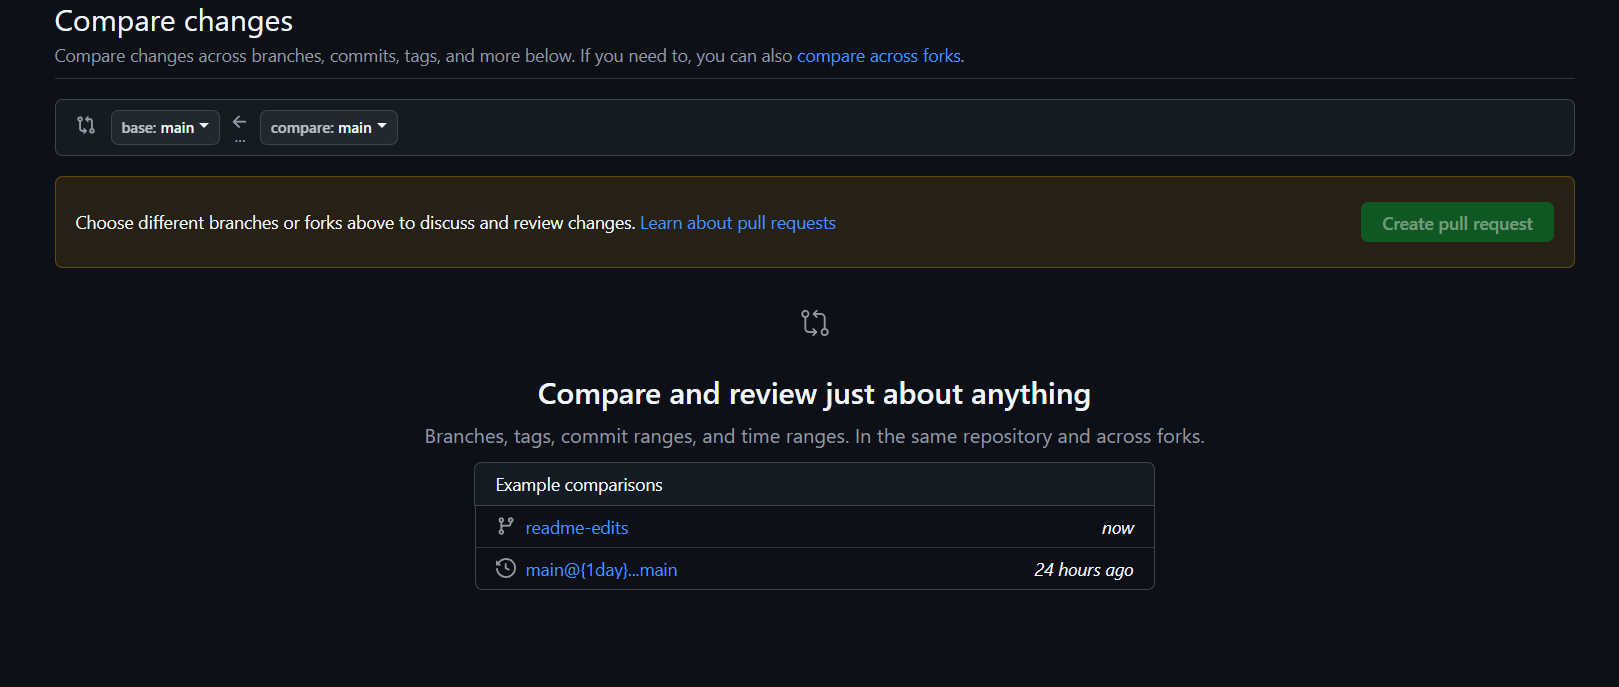 Compare changes
Compare changes across branches, commits, tags, and more below. If you need to, you can also compare across forks.
base: main ... compare: main
Choose different branches or forks above to discuss and review changes. Learn about pull requests
Create pull request
Compare and review just about anything
Branches, tags, commit ranges, and time ranges. In the same repository and across forks.
Example comparisons
readme-edits now
main@{1day}...main 24 hours ago